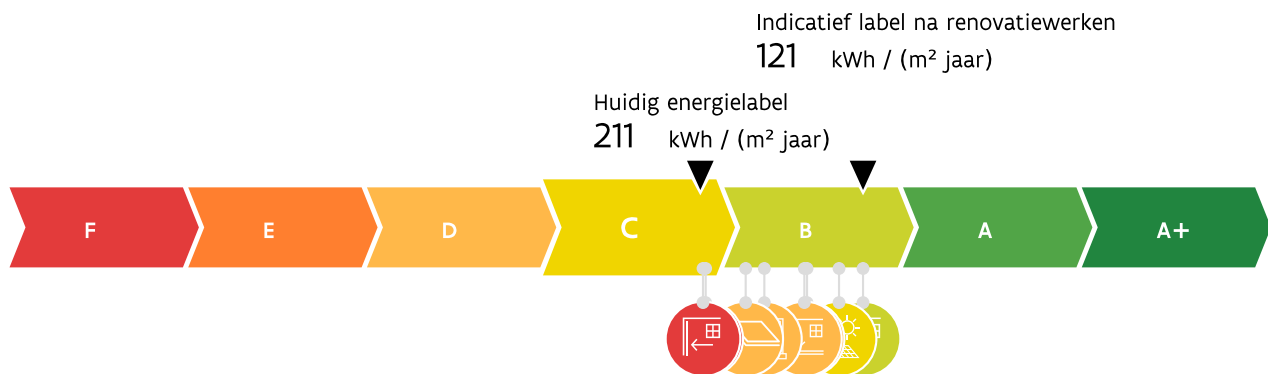 Indicatief label na renovatiewerken
121 kWh / (m² jaar)
Huidig energielabel
211 kWh / (m² jaar)
F E D C B A A+